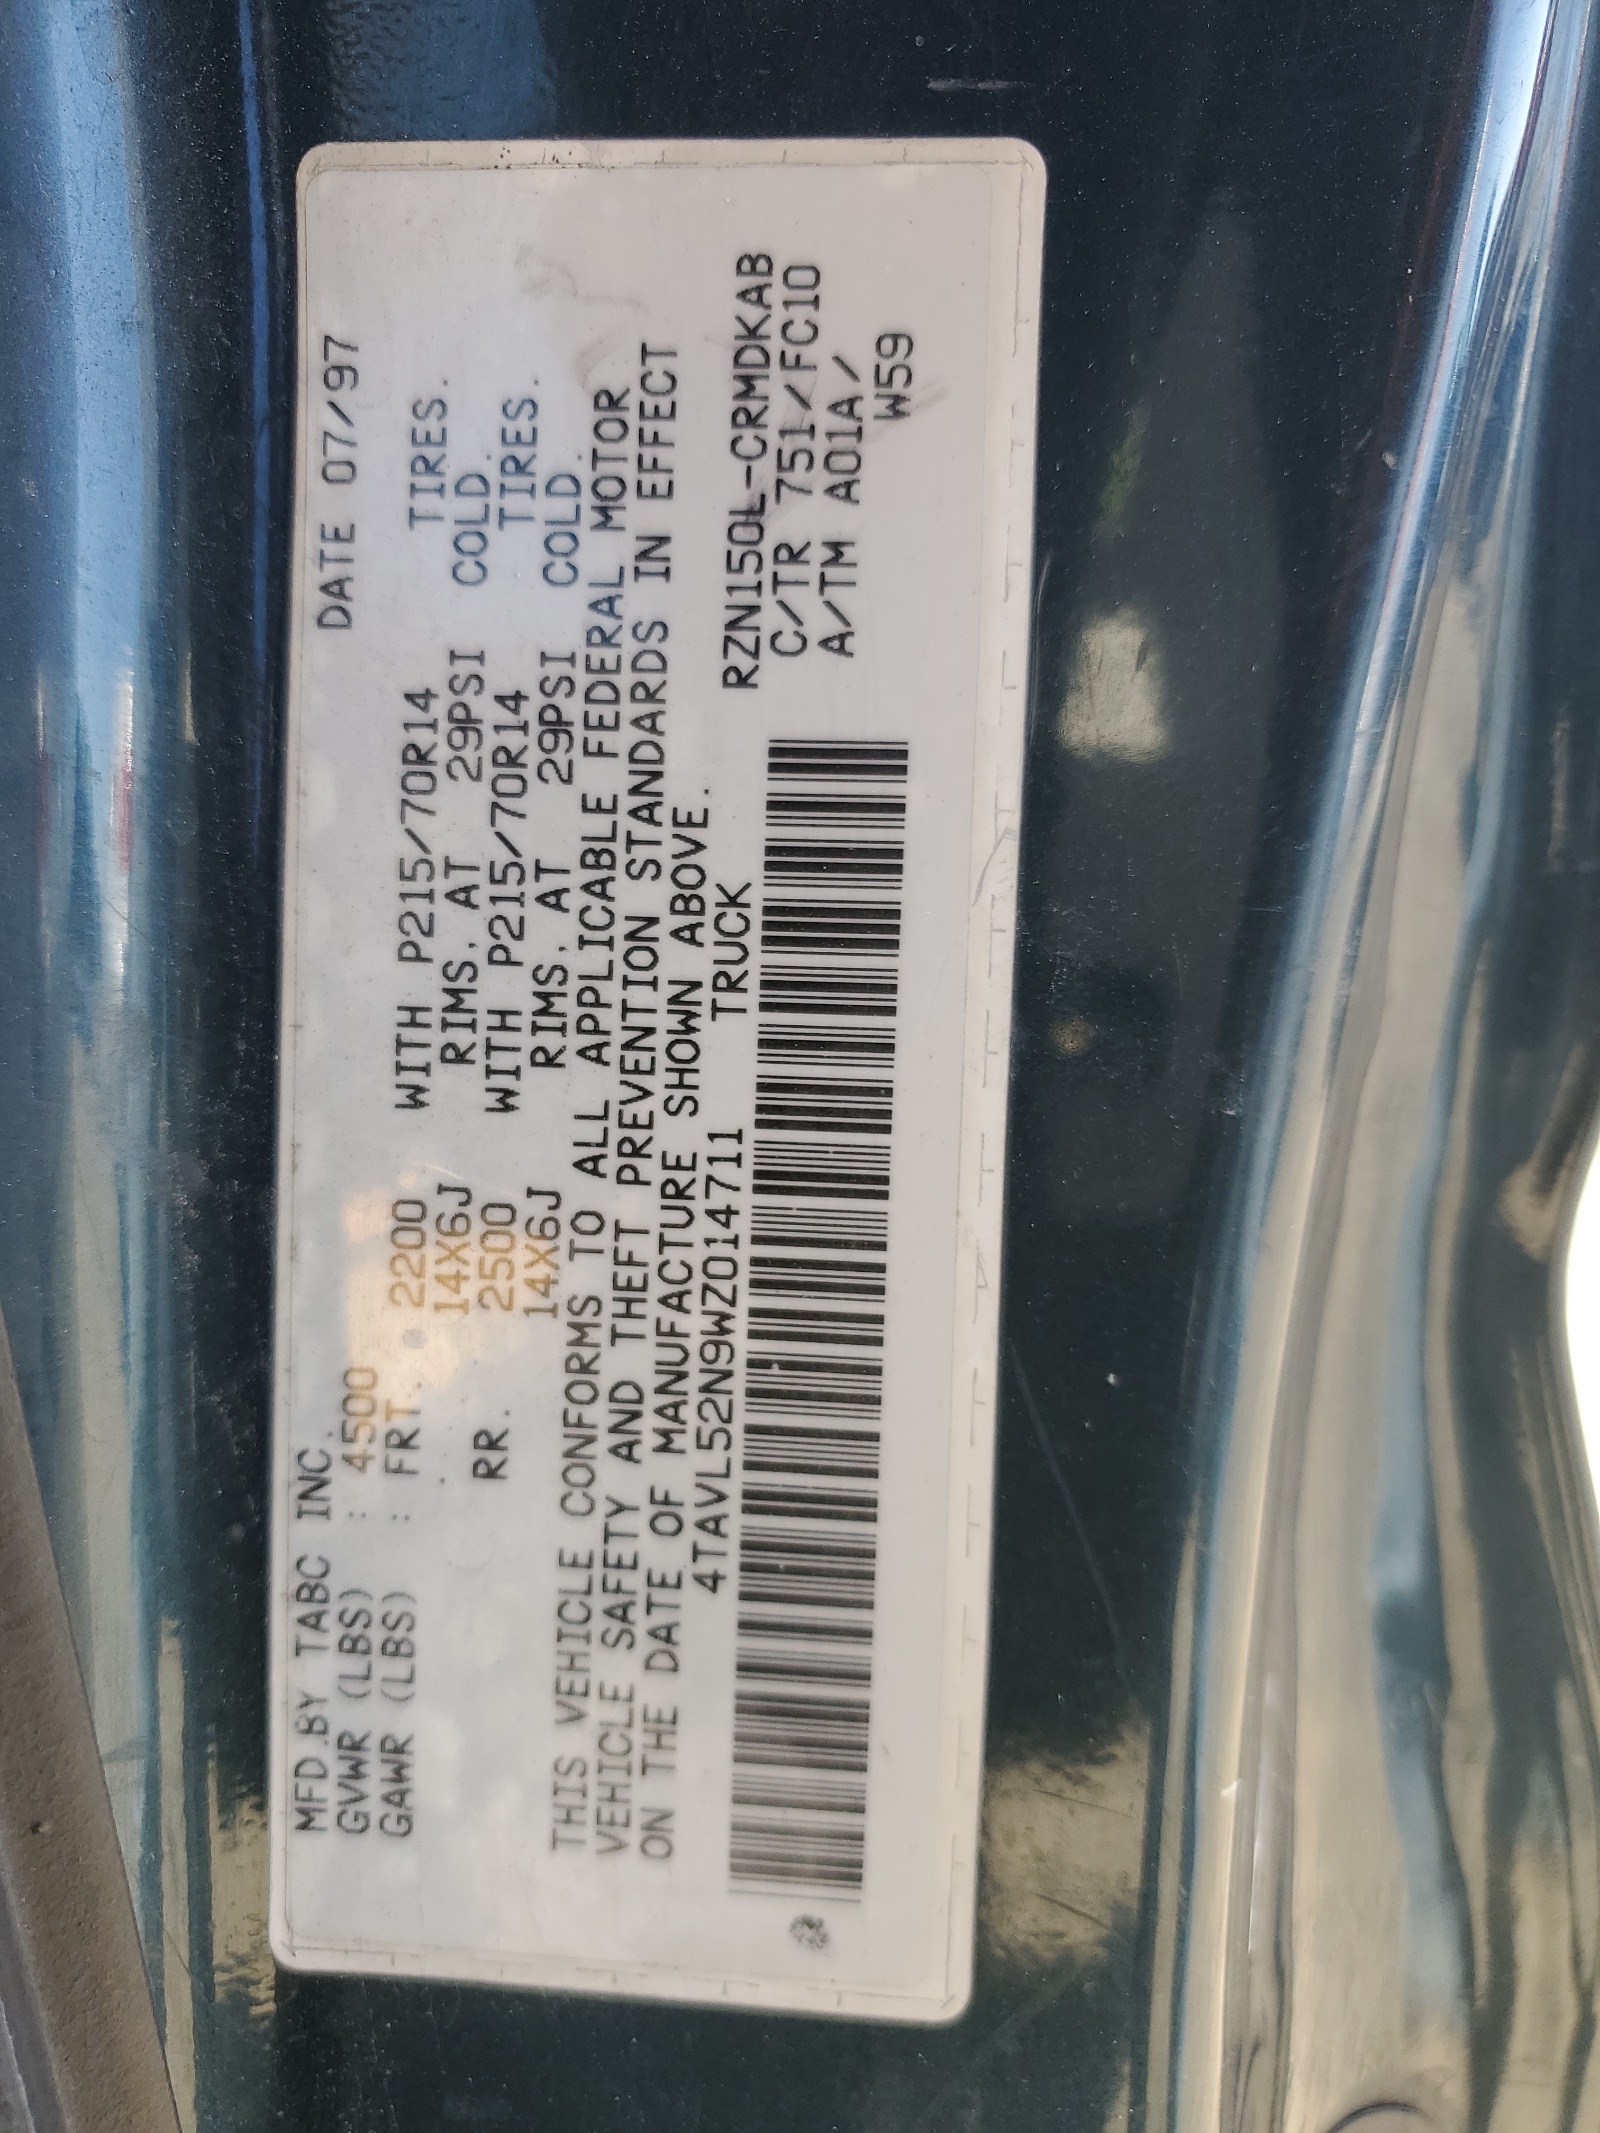 MFD.BY TABC INC. DATE 07/97
GVWR (LBS) : 4500
GAWR (LBS) : FRT. 2200 WITH P215/70R14 TIRES.
14X6J RIMS. AT 29PSI COLD.
RR. 2500 WITH P215/70R14 TIRES.
14X6J RIMS. AT 29PSI COLD.
THIS VEHICLE CONFORMS TO ALL APPLICABLE FEDERAL MOTOR
VEHICLE SAFETY AND THEFT PREVENTION STANDARDS IN EFFECT
ON THE DATE OF MANUFACTURE SHOWN ABOVE.
4TAVL52N9WZ014711 TRUCK
RZN150L-CRMDKAB
C/TR 751/FC10
A/TM A01A/
W59